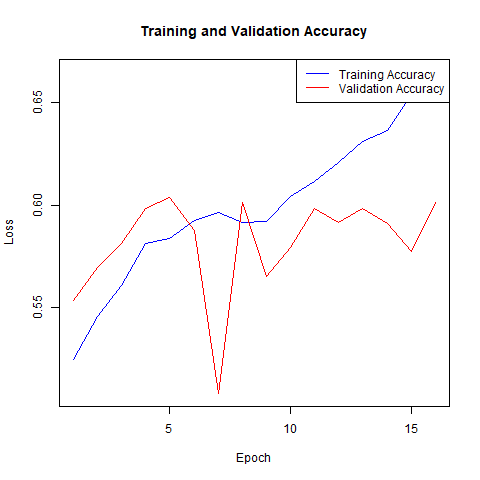 Training and Validation Accuracy
Training Accuracy
Validation Accuracy
0.65
0.60
0.55
Loss
5
10
15
Epoch